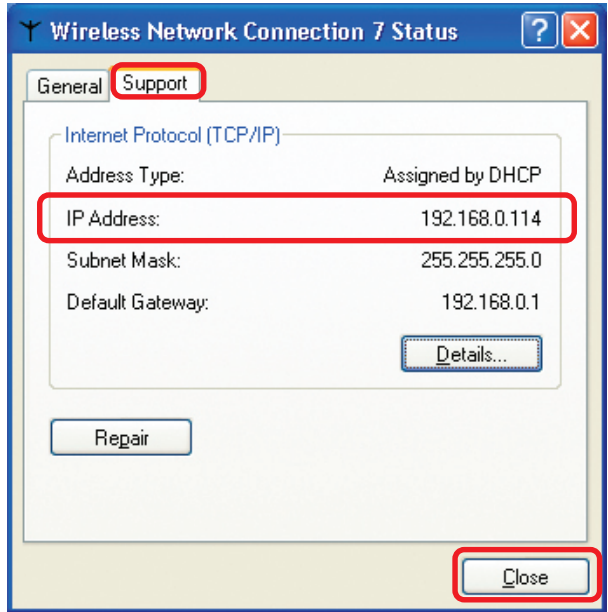 Wireless Network Connection 7 Status
General Support
Internet Protocol (TCP/IP)
Address Type: Assigned by DHCP
IP Address: 192.168.0.114
Subnet Mask: 255.255.255.0
Default Gateway: 192.168.0.1
Details...
Repair
Close